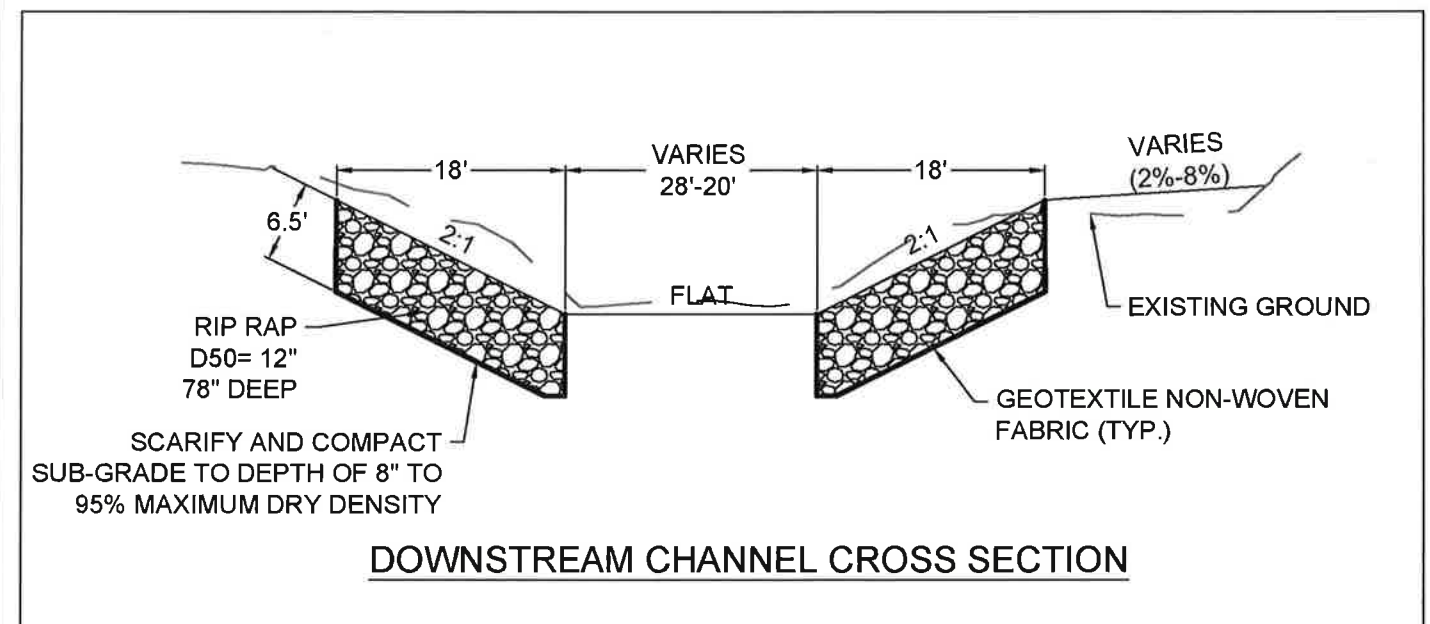 18'
VARIES
28'-20'
18'
VARIES
(2%-8%)
6.5'
2:1
2:1
FLAT
EXISTING GROUND
RIP RAP
D50= 12"
78" DEEP
GEOTEXTILE NON-WOVEN
FABRIC (TYP.)
SCARIFY AND COMPACT
SUB-GRADE TO DEPTH OF 8" TO
95% MAXIMUM DRY DENSITY
DOWNSTREAM CHANNEL CROSS SECTION